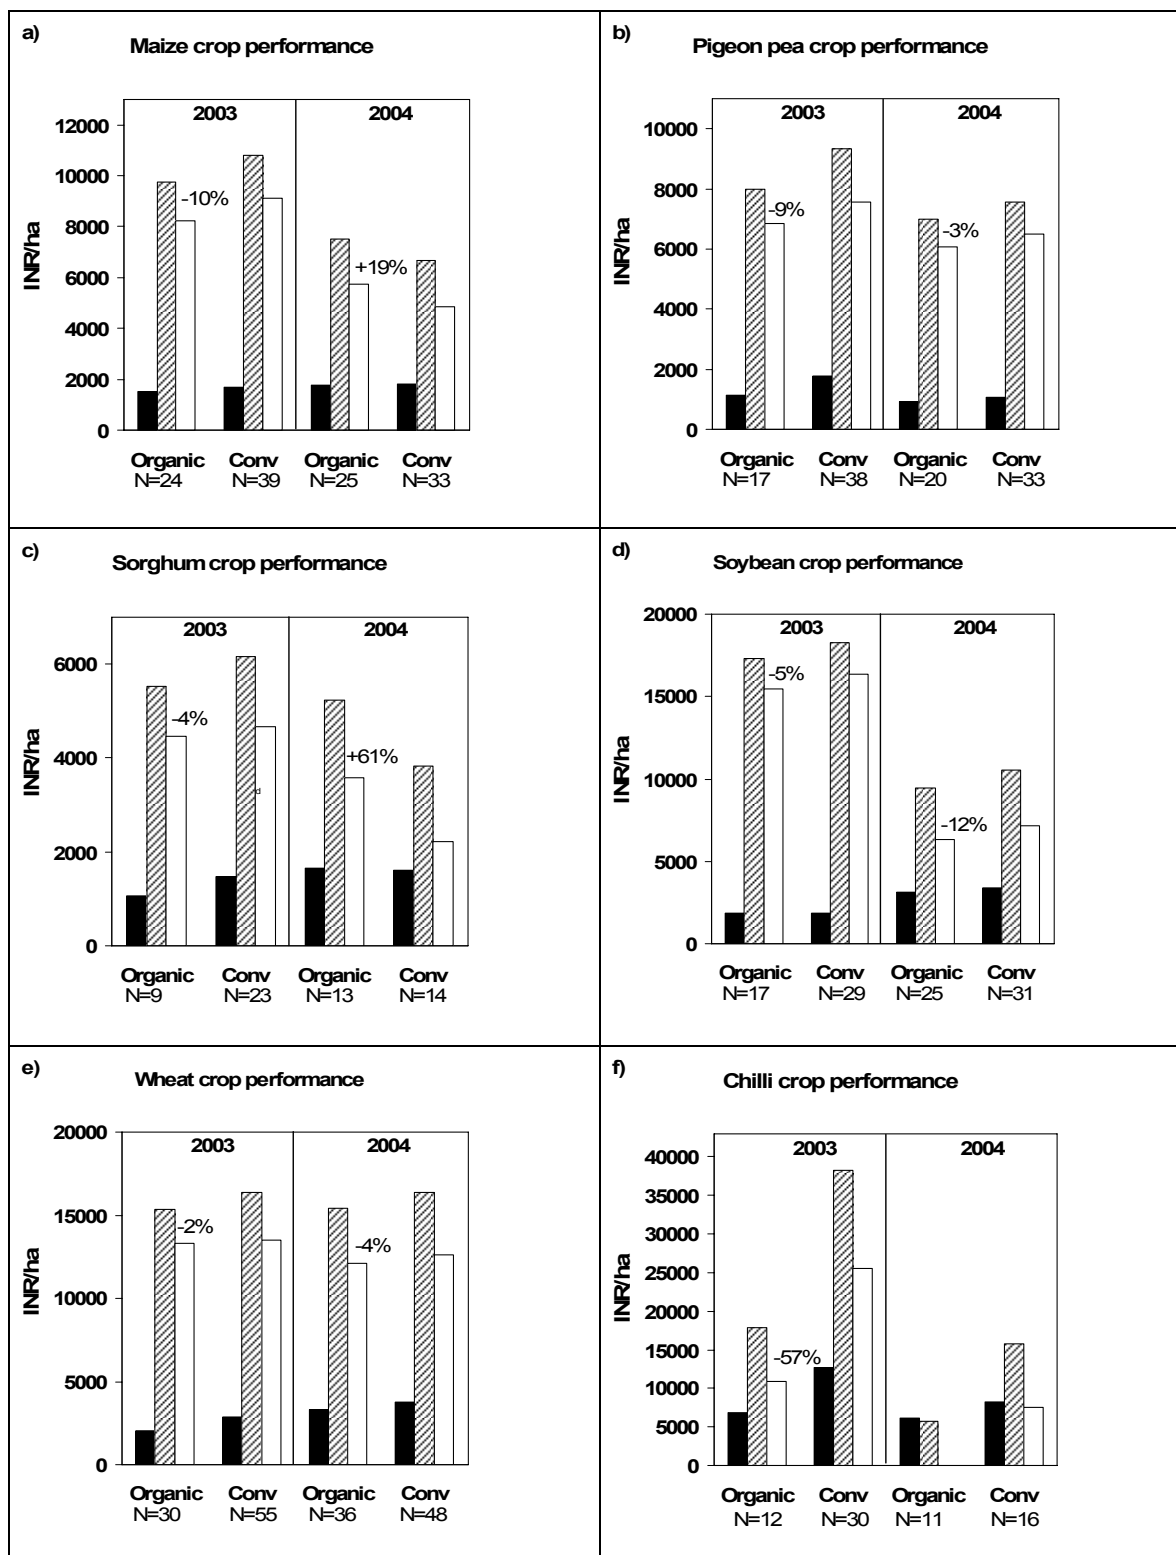 a)
Maize crop performance
2003
2004
12000
10000
8000
6000
4000
2000
0
INR/ha
-10%
+19%
Organic
Conv
Organic
Conv
N=24
N=39
N=25
N=33
b)
Pigeon pea crop performance
2003
2004
10000
8000
6000
4000
2000
0
INR/ha
-9%
-3%
Organic
Conv
Organic
Conv
N=17
N=38
N=20
N=33
c)
Sorghum crop performance
2003
2004
6000
4000
2000
0
INR/ha
-4%
+61%
Organic
Conv
Organic
Conv
N=9
N=23
N=13
N=14
d)
Soybean crop performance
20000
2003
2004
15000
10000
5000
0
INR/ha
-5%
-12%
Organic
Conv
Organic
Conv
N=17
N=29
N=25
N=31
e)
Wheat crop performance
20000
2003
2004
15000
10000
5000
0
INR/ha
-2%
-4%
Organic
Conv
Organic
Conv
N=30
N=55
N=36
N=48
f)
Chilli crop performance
2003
2004
40000
35000
30000
25000
20000
15000
10000
5000
0
INR/ha
-57%
Organic
Conv
Organic
Conv
N=12
N=30
N=11
N=16